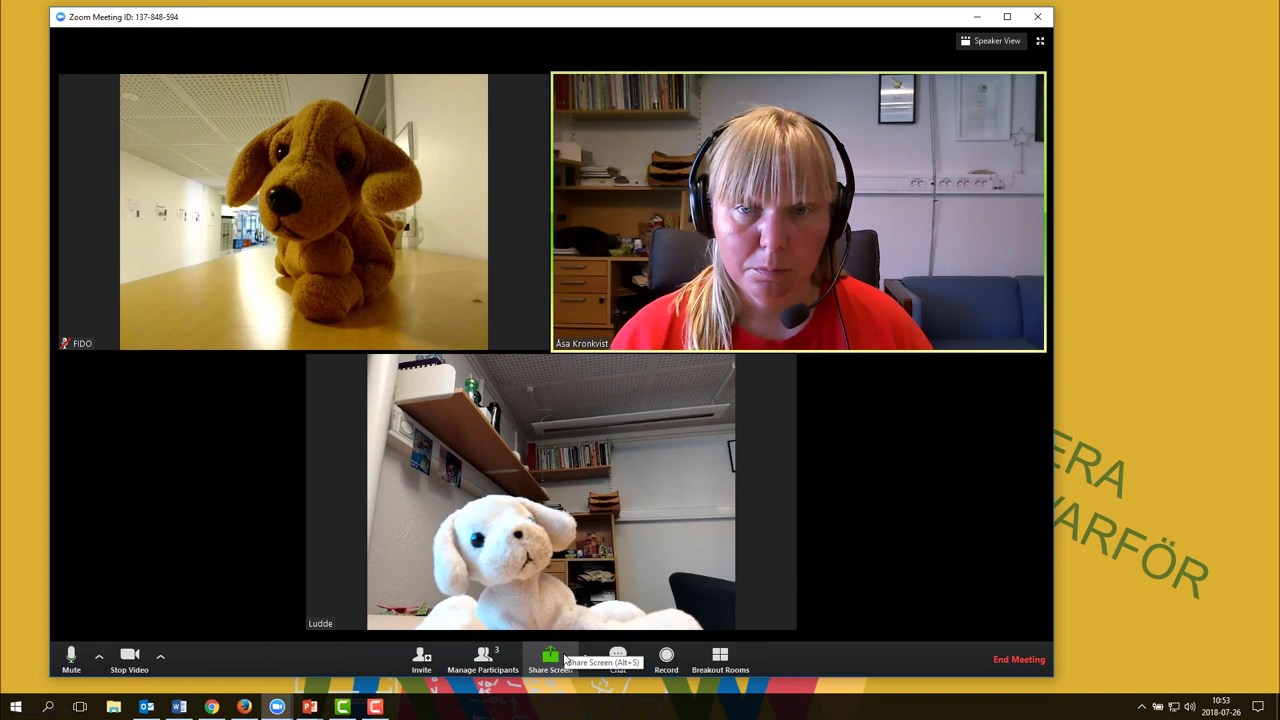 Zoom Meeting ID: 137-848-594
Speaker View
FIDO
Åsa Kronkvist
Ludde
ERA
VARFÖR
Mute
Stop Video
Invite
3
Manage Participants
Share Screen
Share Screen (Alt+S)
Chat
Record
Breakout Rooms
End Meeting
10:53
2018-07-26